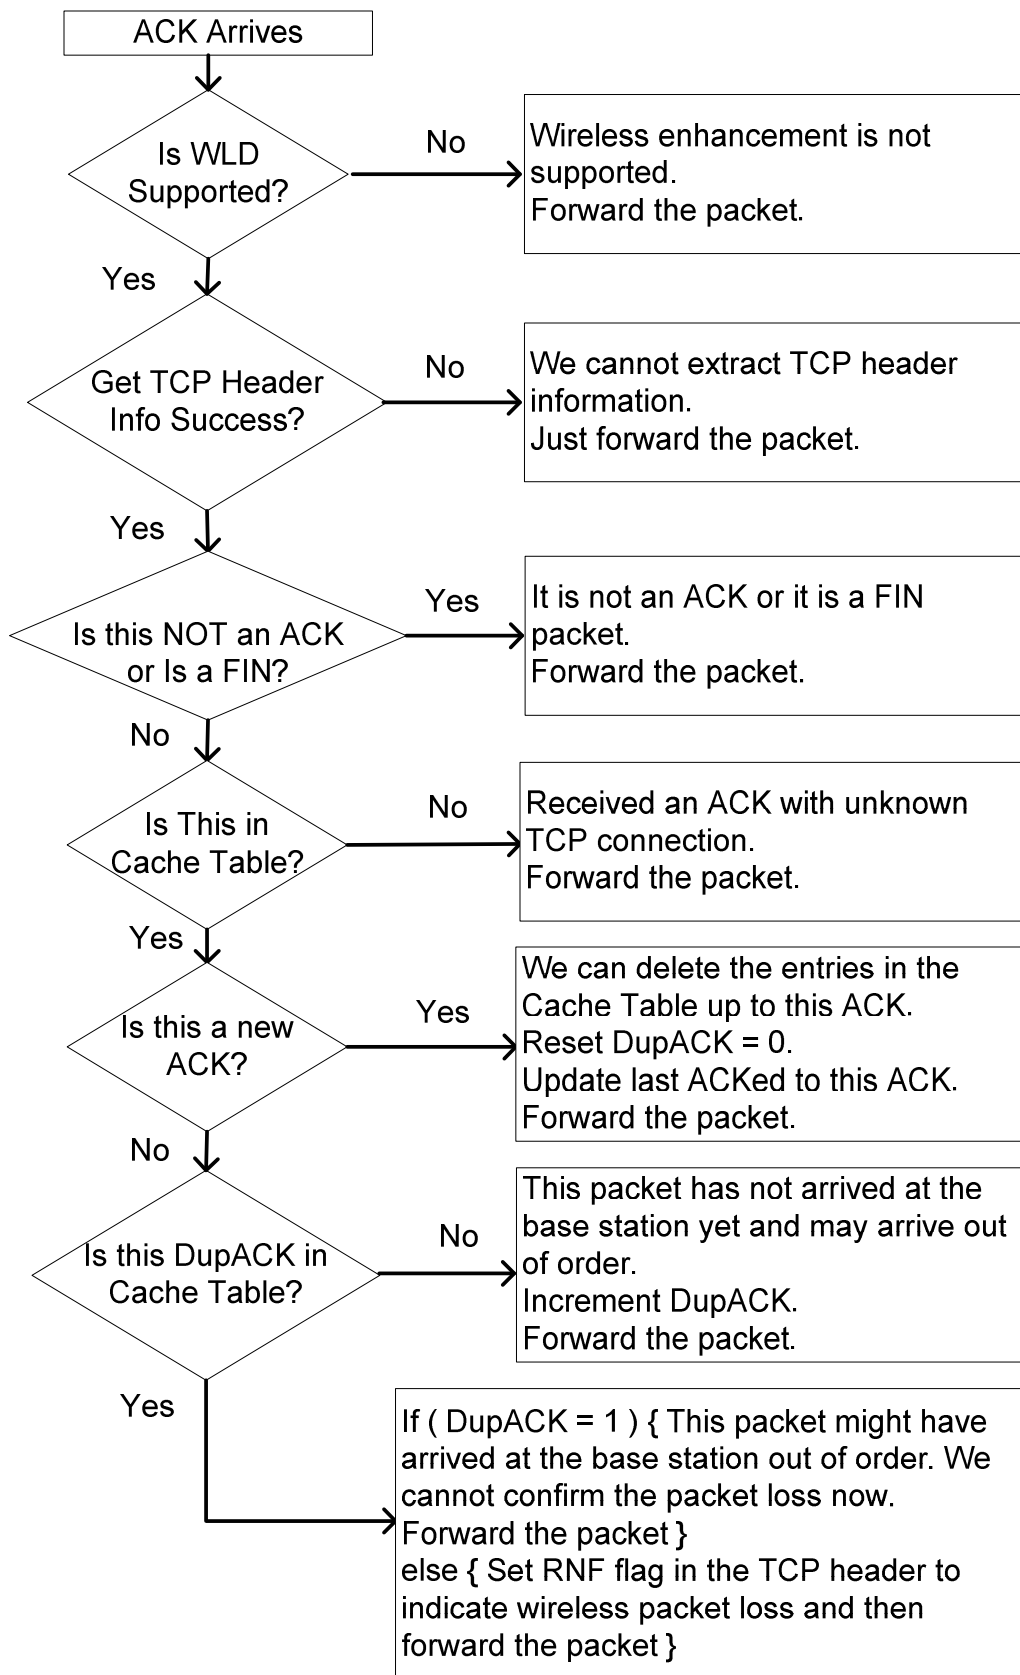 ACK Arrives
Is WLD
Supported?
No
Wireless enhancement is not
supported.
Forward the packet.
Yes
Get TCP Header
Info Success?
No
We cannot extract TCP header
information.
Just forward the packet.
Yes
Is this NOT an ACK
or Is a FIN?
Yes
It is not an ACK or it is a FIN
packet.
Forward the packet.
No
Is This in
Cache Table?
No
Received an ACK with unknown
TCP connection.
Forward the packet.
Yes
Is this a new
ACK?
Yes
We can delete the entries in the
Cache Table up to this ACK.
Reset DupACK = 0.
Update last ACKed to this ACK.
Forward the packet.
No
Is this DupACK in
Cache Table?
No
This packet has not arrived at the
base station yet and may arrive out
of order.
Increment DupACK.
Forward the packet.
Yes
If ( DupACK = 1 ) { This packet might have
arrived at the base station out of order. We
cannot confirm the packet loss now.
Forward the packet }
else { Set RNF flag in the TCP header to
indicate wireless packet loss and then
forward the packet }